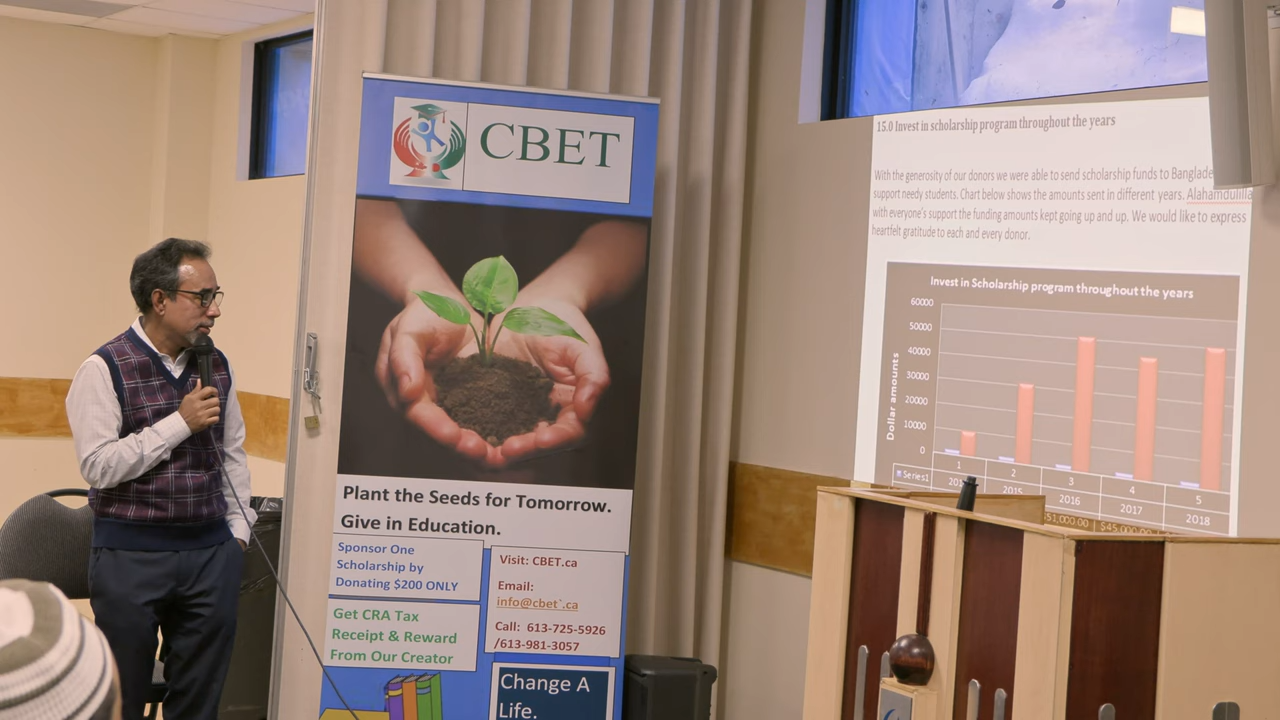 CBET
Plant the Seeds for Tomorrow.
Give in Education.
Sponsor One
Scholarship by
Donating $200 ONLY
Get CRA Tax
Receipt & Reward
From Our Creator
Visit: CBET.ca
Email:
info@cbet`.ca
Call: 613-725-5926
/613-981-3057
Change A
Life.
15.0 Invest in scholarship program throughout the years
With the generosity of our donors we were able to send scholarship funds to
support needy students. Chart below shows the amounts sent in different years.
with everyone's support the funding amounts kept going up and up. We would like to express
heartfelt gratitude to each and every donor.
Invest in Scholarship program throughout the years
Dollar amounts
60000
50000
40000
30000
20000
10000
0
1 2 3 4 5
Series1 2015 2016 2017 2018
$51,000.00 | $45,000.00